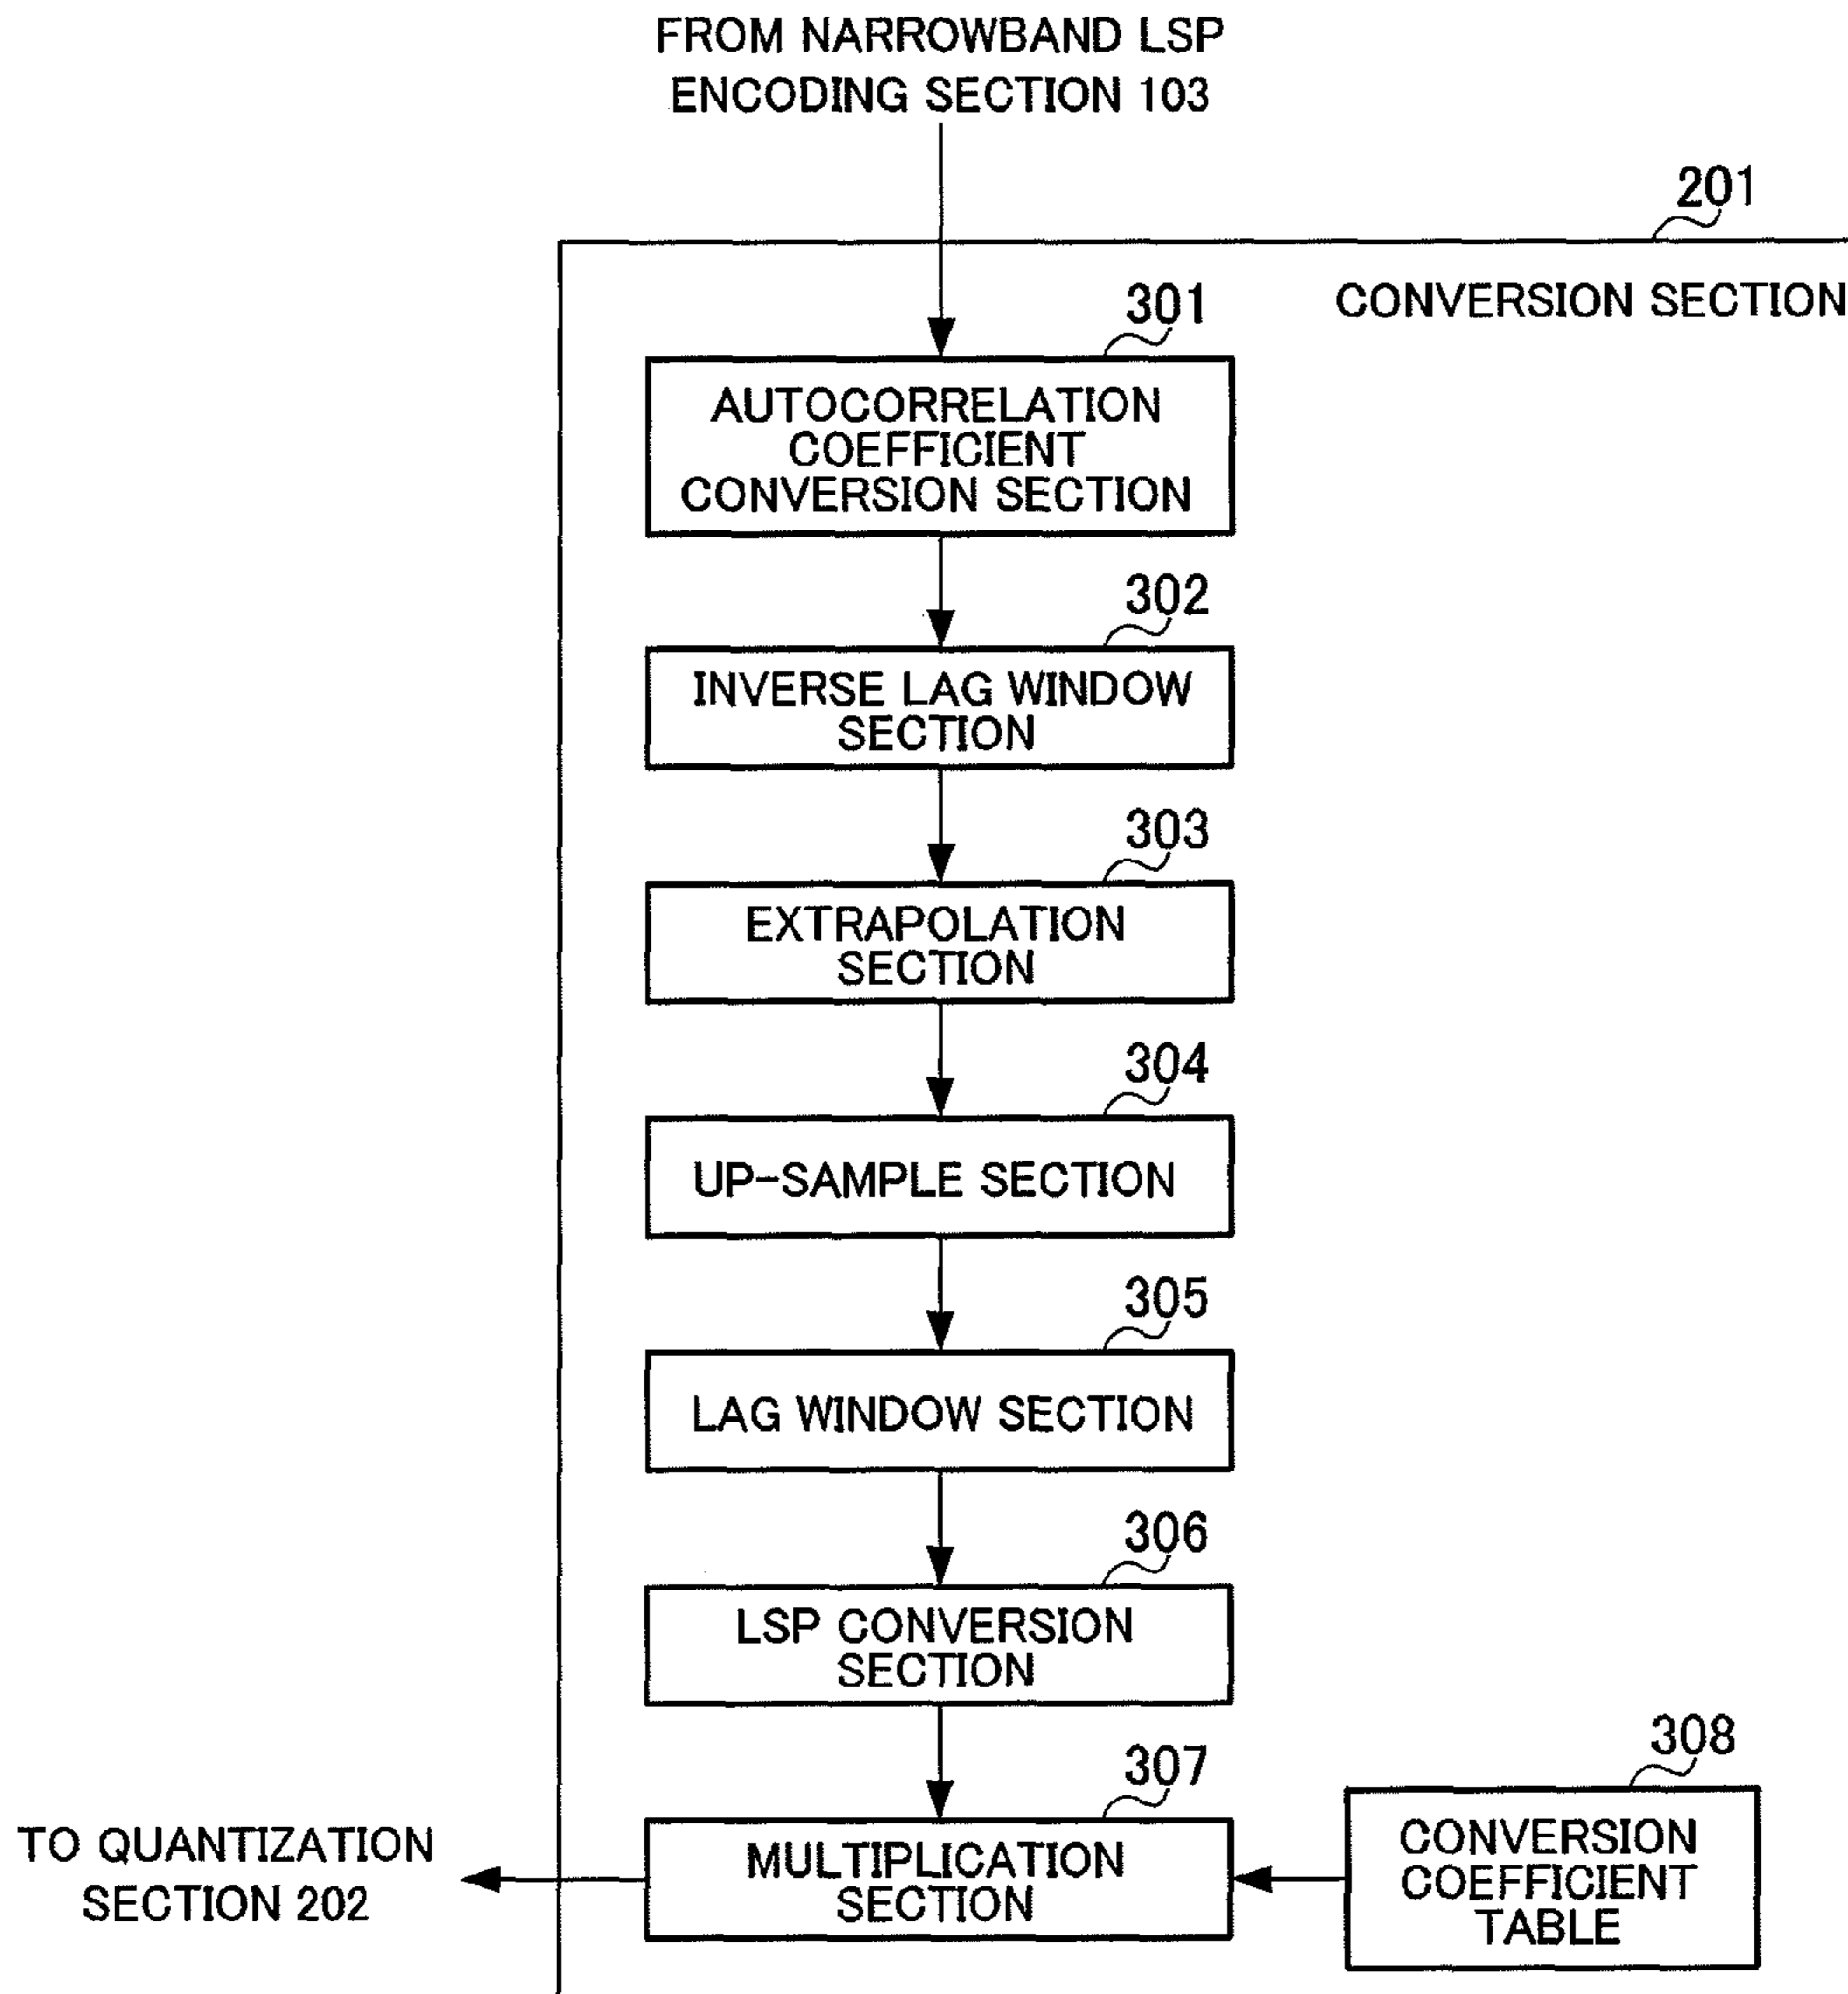 FROM NARROWBAND LSP
ENCODING SECTION 103
201
CONVERSION SECTION
301
AUTOCORRELATION
COEFFICIENT
CONVERSION SECTION
302
INVERSE LAG WINDOW
SECTION
303
EXTRAPOLATION
SECTION
304
UP-SAMPLE SECTION
305
LAG WINDOW SECTION
306
LSP CONVERSION
SECTION
307
MULTIPLICATION
SECTION
308
CONVERSION
COEFFICIENT
TABLE
TO QUANTIZATION
SECTION 202